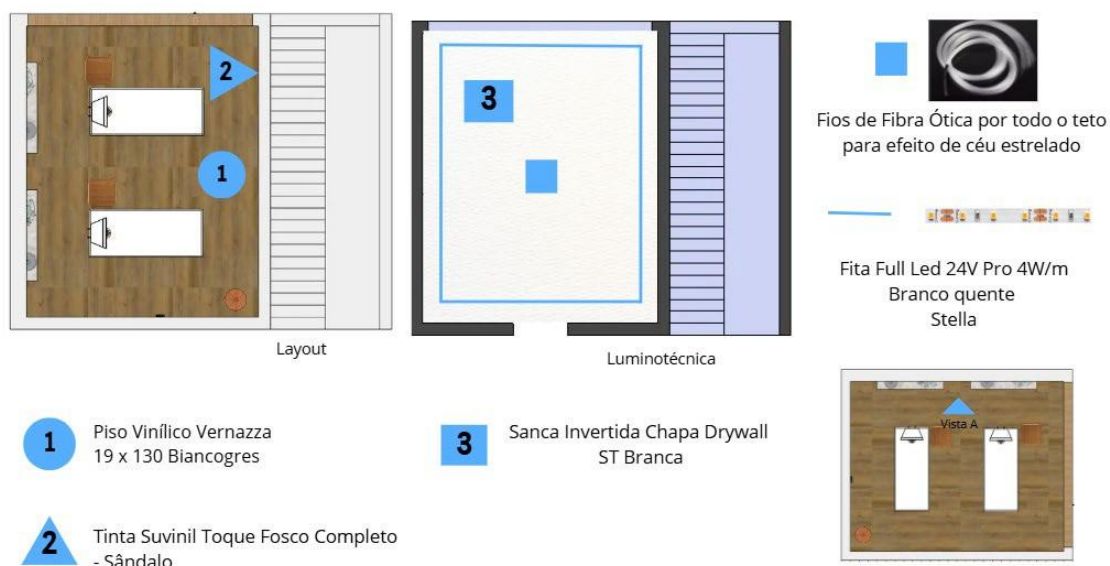 2
1
Layout
3
Luminotécnica
Fios de Fibra Ótica por todo o teto
para efeito de céu estrelado
Fita Full Led 24V Pro 4W/m
Branco quente
Stella
1
Piso Vinílico Vernazza
19 x 130 Biancogres
2
Tinta Suvinil Toque Fosco Completo
- Sândalo
3
Sanca Invertida Chapa Drywall
ST Branca
Vista A